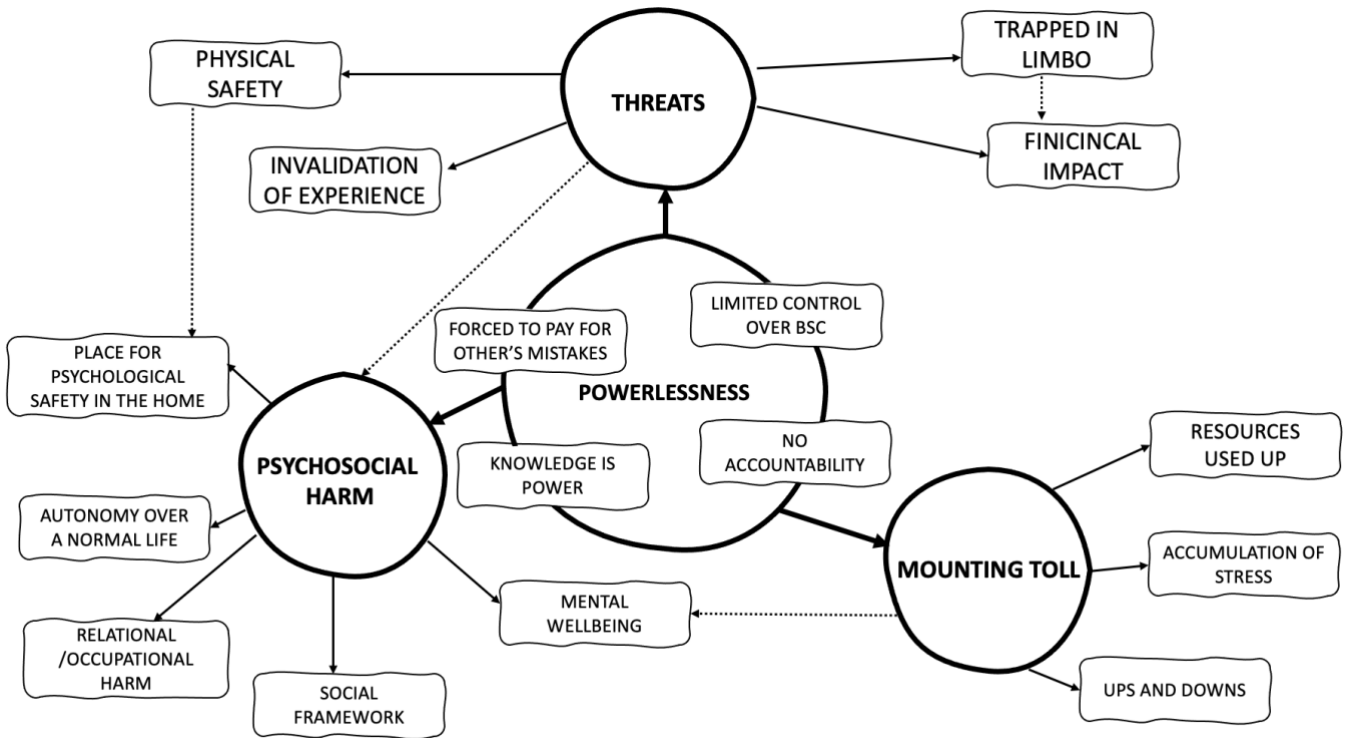 PHYSICAL
SAFETY
THREATS
TRAPPED IN
LIMBO
INVALIDATION
OF EXPERIENCE
FINICINCAL
IMPACT
FORCED TO PAY FOR
OTHER'S MISTAKES
LIMITED CONTROL
OVER BSC
POWERLESSNESS
KNOWLEDGE IS
POWER
NO
ACCOUNTABILITY
PLACE FOR
PSYCHOLOGICAL
SAFETY IN THE HOME
PSYCHOSOCIAL
HARM
AUTONOMY OVER
A NORMAL LIFE
RELATIONAL
/OCCUPATIONAL
HARM
SOCIAL
FRAMEWORK
MENTAL
WELLBEING
MOUNTING TOLL
RESOURCES
USED UP
ACCUMULATION OF
STRESS
UPS AND DOWNS